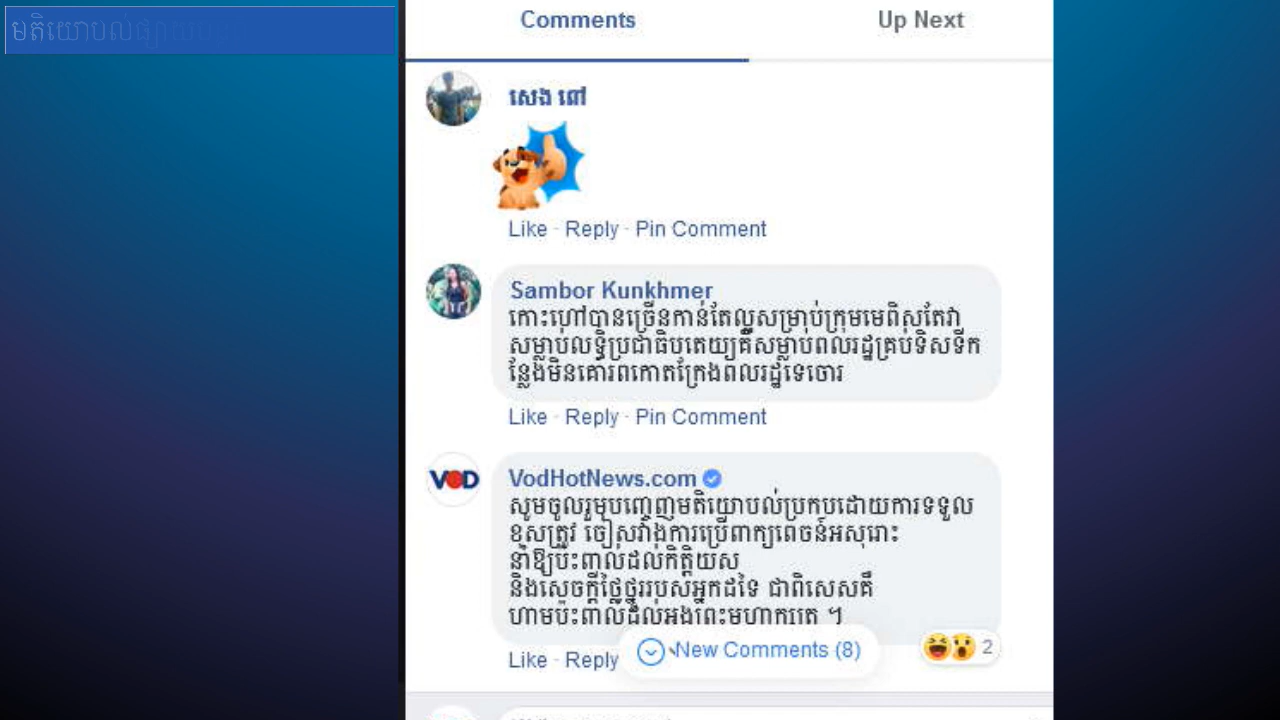 មតិយោបល់
Comments
Up Next
សេង ពៅ
Like · Reply · Pin Comment
Sambor Kunkhmer
កោះហៅបានច្រើនកាន់តែល្អសម្រាប់ក្រុមមេពិសតែវា
សម្លាប់លទ្ធិប្រជាធិបតេយ្យគឺសម្លាប់ពលរដ្ឋគ្រប់ទិសទីក
ន្លែងមិនគោរពកោតក្រែងពលរដ្ឋទេចោរ
Like · Reply · Pin Comment
VOD
VodHotNews.com
សូមចូលរួមបញ្ចេញមតិយោបល់ប្រកបដោយការទទួល
ខុសត្រូវ ចៀសវាងការប្រើពាក្យពេចន៍អសុរោះ
នាំឱ្យប៉ះពាល់ដល់កិត្តិយស
និងសេចក្តីថ្លៃថ្នូររបស់អ្នកដទៃ ជាពិសេសគឺ
ហាមប៉ះពាល់ដល់អង្គព្រះមហាក្សត្រ ។
Like · Reply
New Comments (8)
2